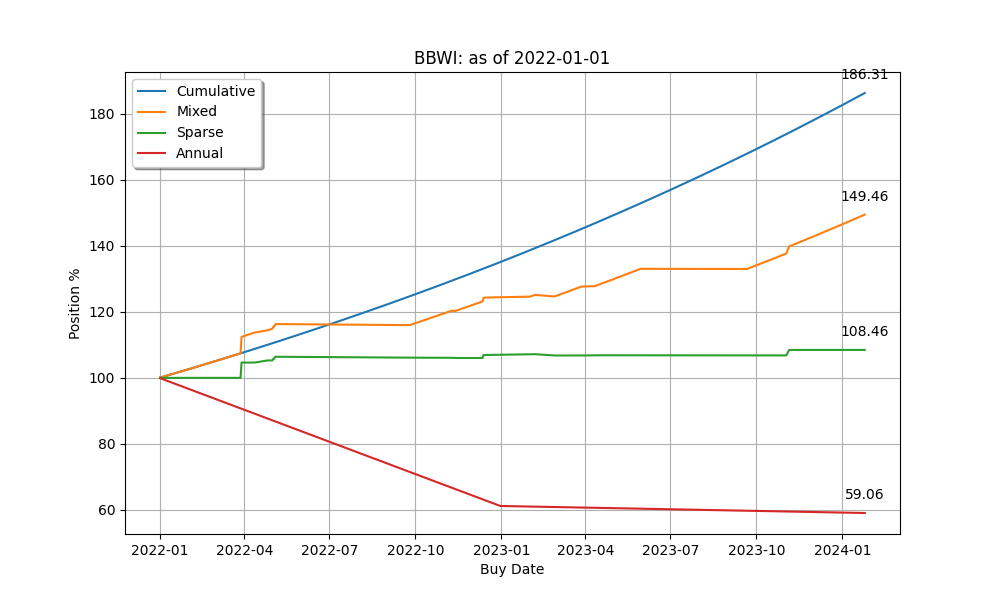 BBWI: as of 2022-01-01
186.31
Cumulative
Mixed
Sparse
Annual
149.46
108.46
59.06
180
160
140
120
100
80
60
Position %
2022-01 2022-04 2022-07 2022-10 2023-01 2023-04 2023-07 2023-10 2024-01
Buy Date